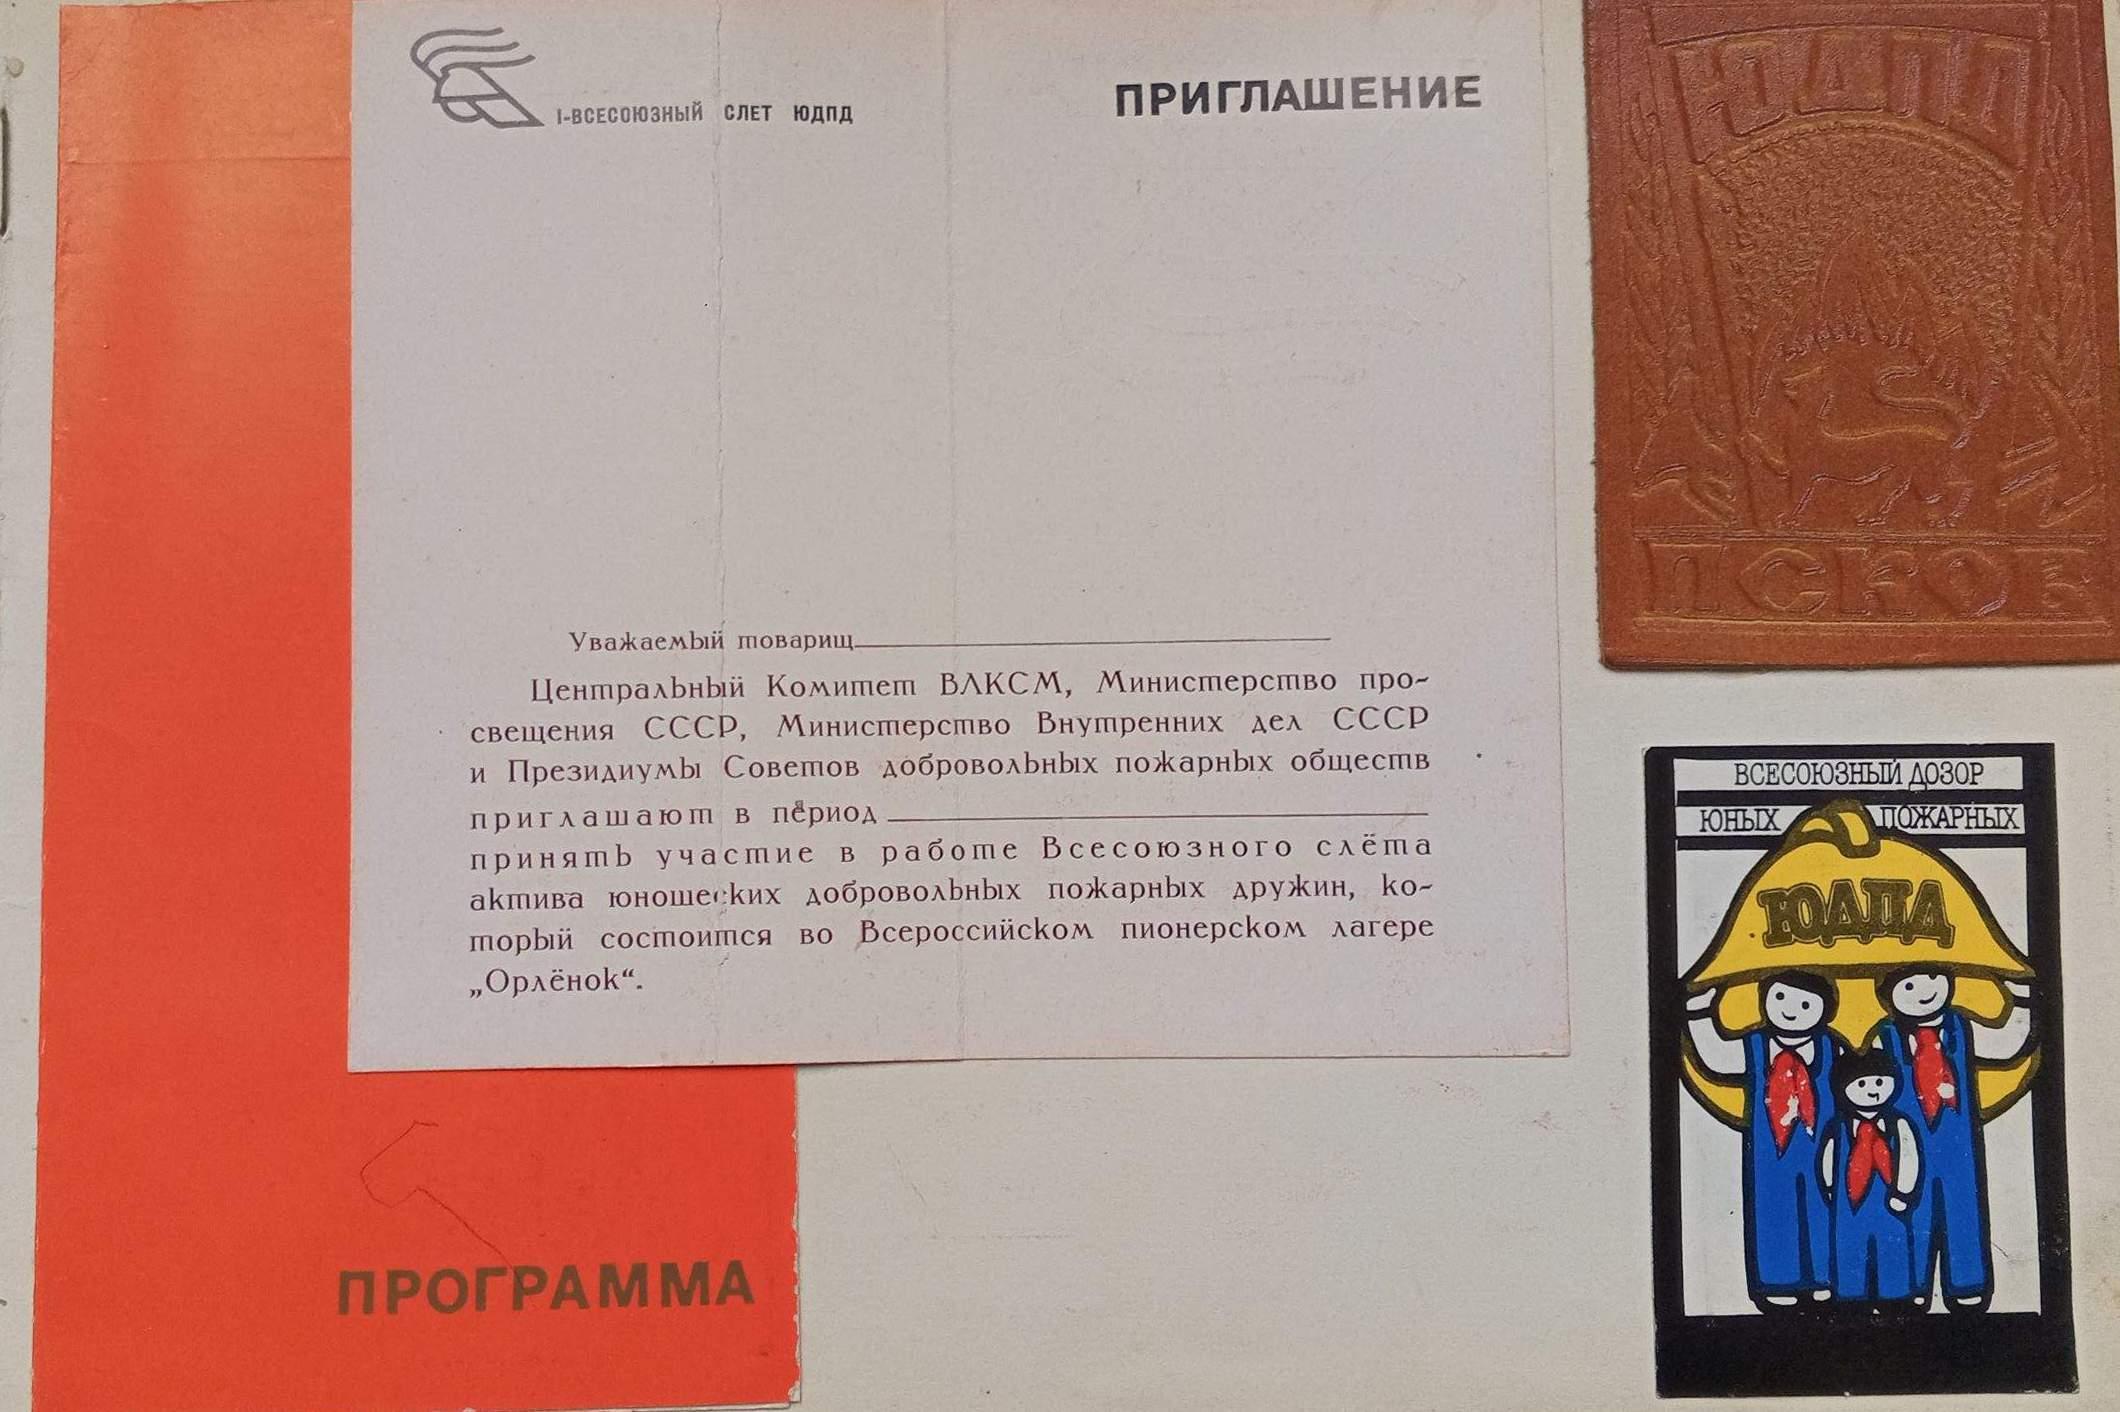 I-ВСЕСОЮЗНЫЙ СЛЕТ ЮДПД
ПРИГЛАШЕНИЕ
Уважаемый товарищ
Центральный Комитет ВЛКСМ, Министерство про-
свещения СССР, Министерство Внутренних дел СССР
и Президиумы Советов добровольных пожарных обществ
приглашают в период
принять участие в работе Всесоюзного слёта
актива юношеских добровольных пожарных дружин, ко-
торый состоится во Всероссийском пионерском лагере
„Орлёнок“.
ПРОГРАММА
ЮДПД
ПСКОВ
ВСЕСОЮЗНЫЙ ДОЗОР
ЮНЫХ ПОЖАРНЫХ
ЮДПД